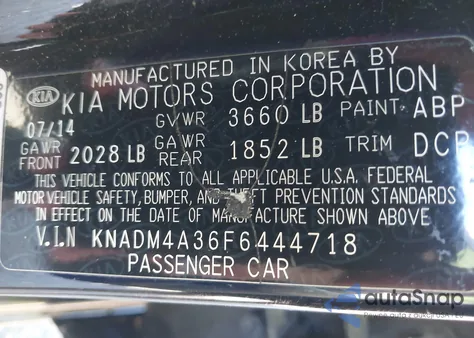 MANUFACTURED IN KOREA BY
KIA KIA MOTORS CORPORATION
07/14 GVWR 3660 LB PAINT: ABP
GAWR FRONT 2028 LB GAWR REAR 1852 LB TRIM DCP
THIS VEHICLE CONFORMS TO ALL APPLICABLE U.S.A. FEDERAL
MOTOR VEHICLE SAFETY, BUMPER, AND THEFT PREVENTION STANDARDS
IN EFFECT ON THE DATE OF MANUFACTURE SHOWN ABOVE
V.I.N KNADM4A36F6444718
PASSENGER CAR
autoSnap